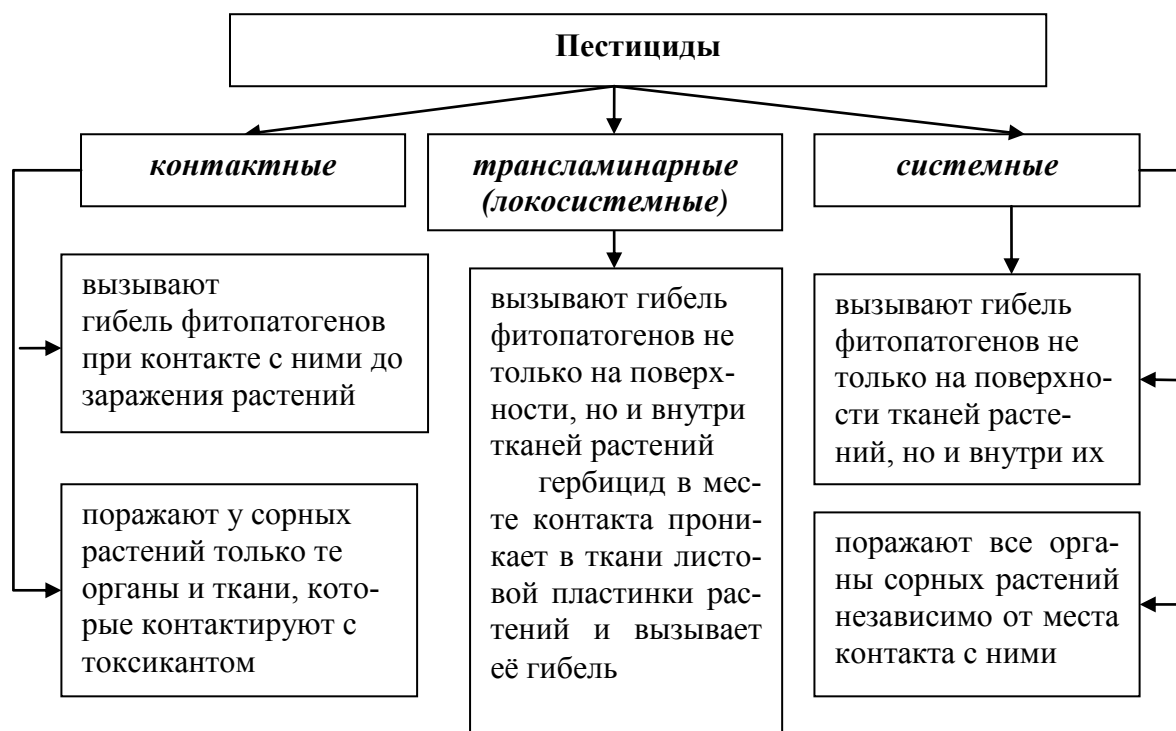 Пестициды
контактные
трансламинарные
(локосистемные)
системные
вызывают
гибель фитопатогенов
при контакте с ними до
заражения растений
поражают у сорных
растений только те
органы и ткани, кото-
рые контактируют с
токсикантом
вызывают гибель
фитопатогенов не
только на поверх-
ности, но и внутри
тканей растений
гербицид в мес-
те контакта прони-
кает в ткани листо-
вой пластинки рас-
тений и вызывает
её гибель
вызывают гибель
фитопатогенов не
только на поверхно-
сти тканей расте-
ний, но и внутри их
поражают все орга-
ны сорных растений
независимо от места
контакта с ними